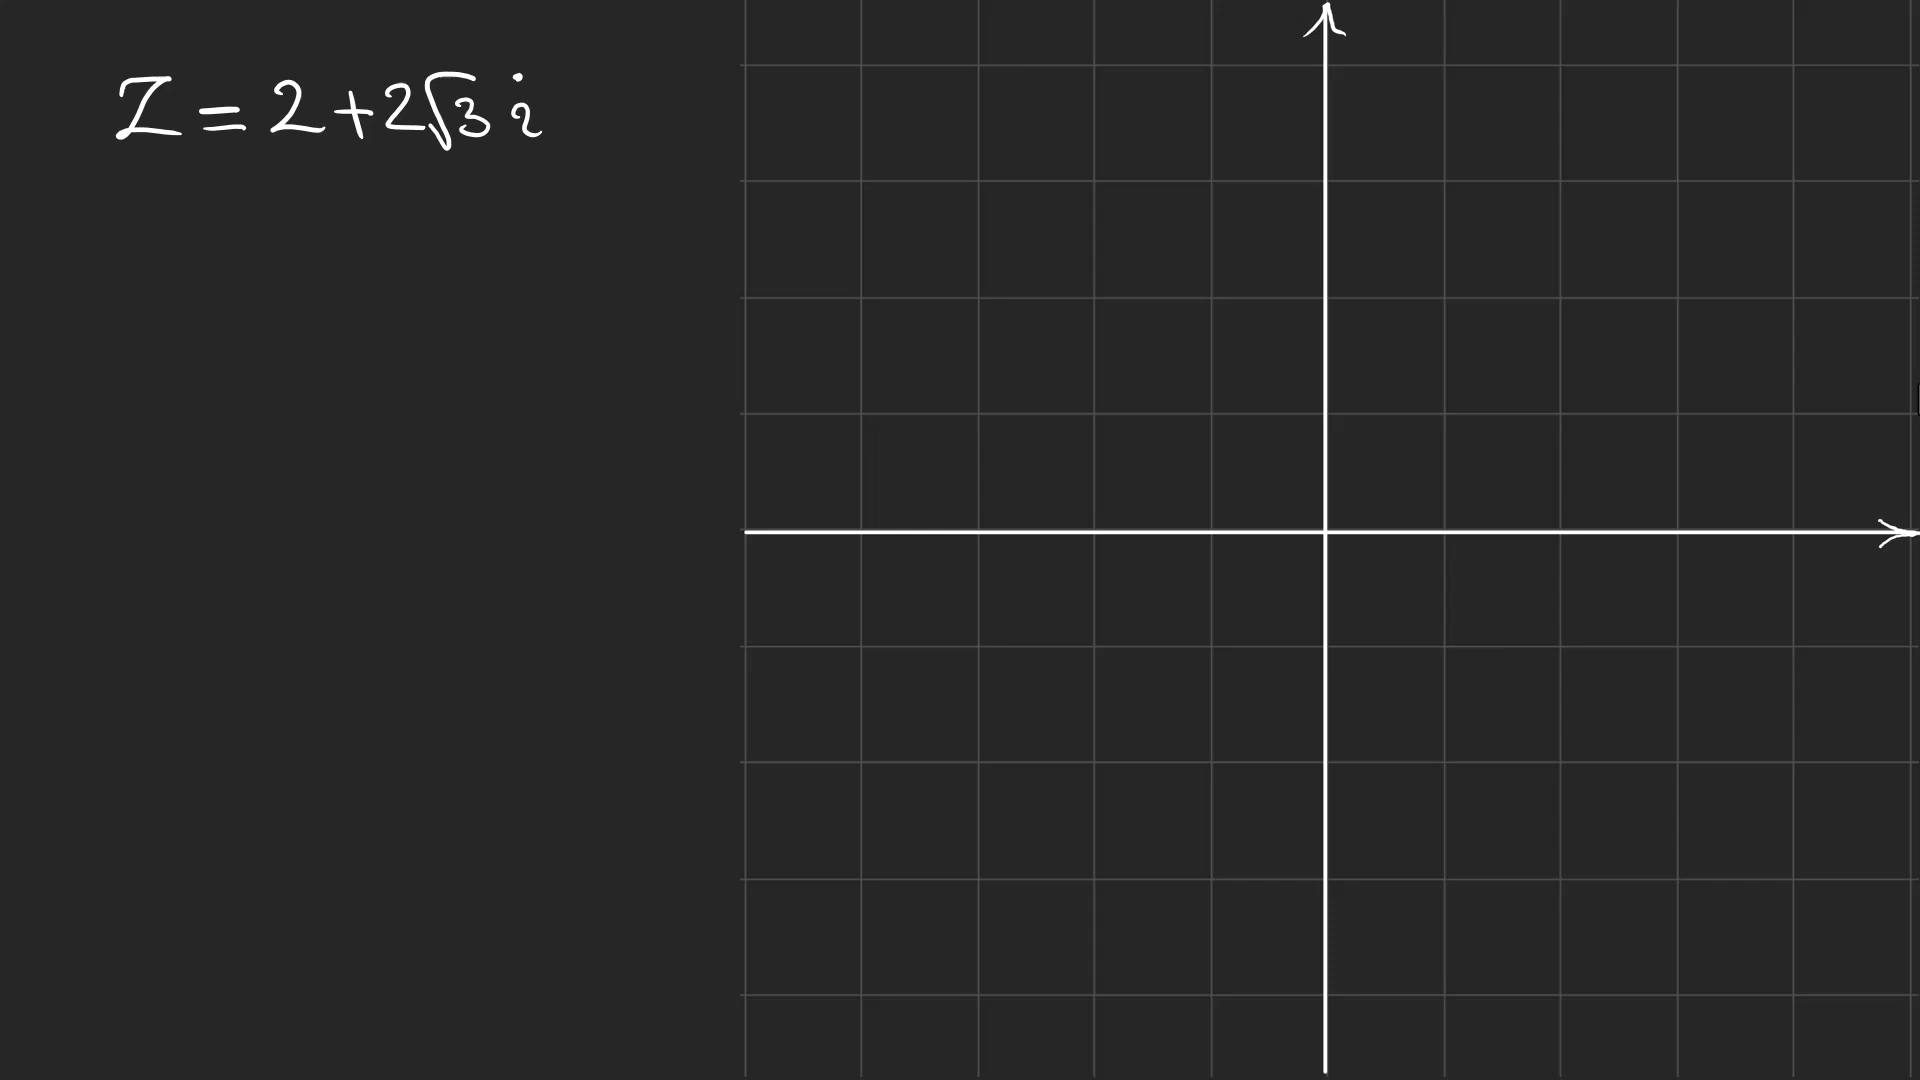 Z = 2 + 2√3 i